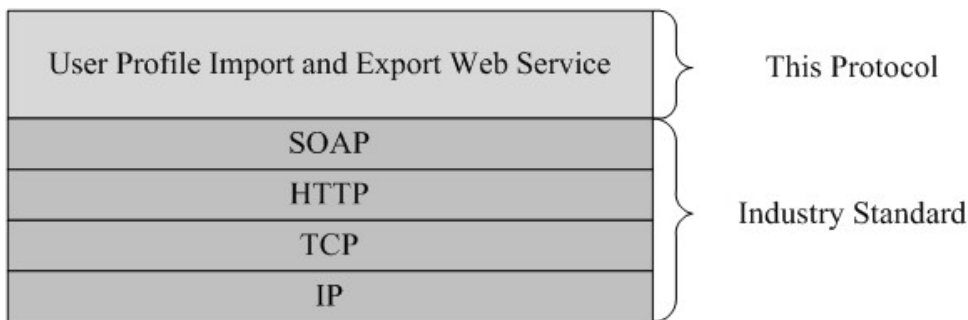 User Profile Import and Export Web Service
This Protocol
SOAP
HTTP
TCP
IP
Industry Standard